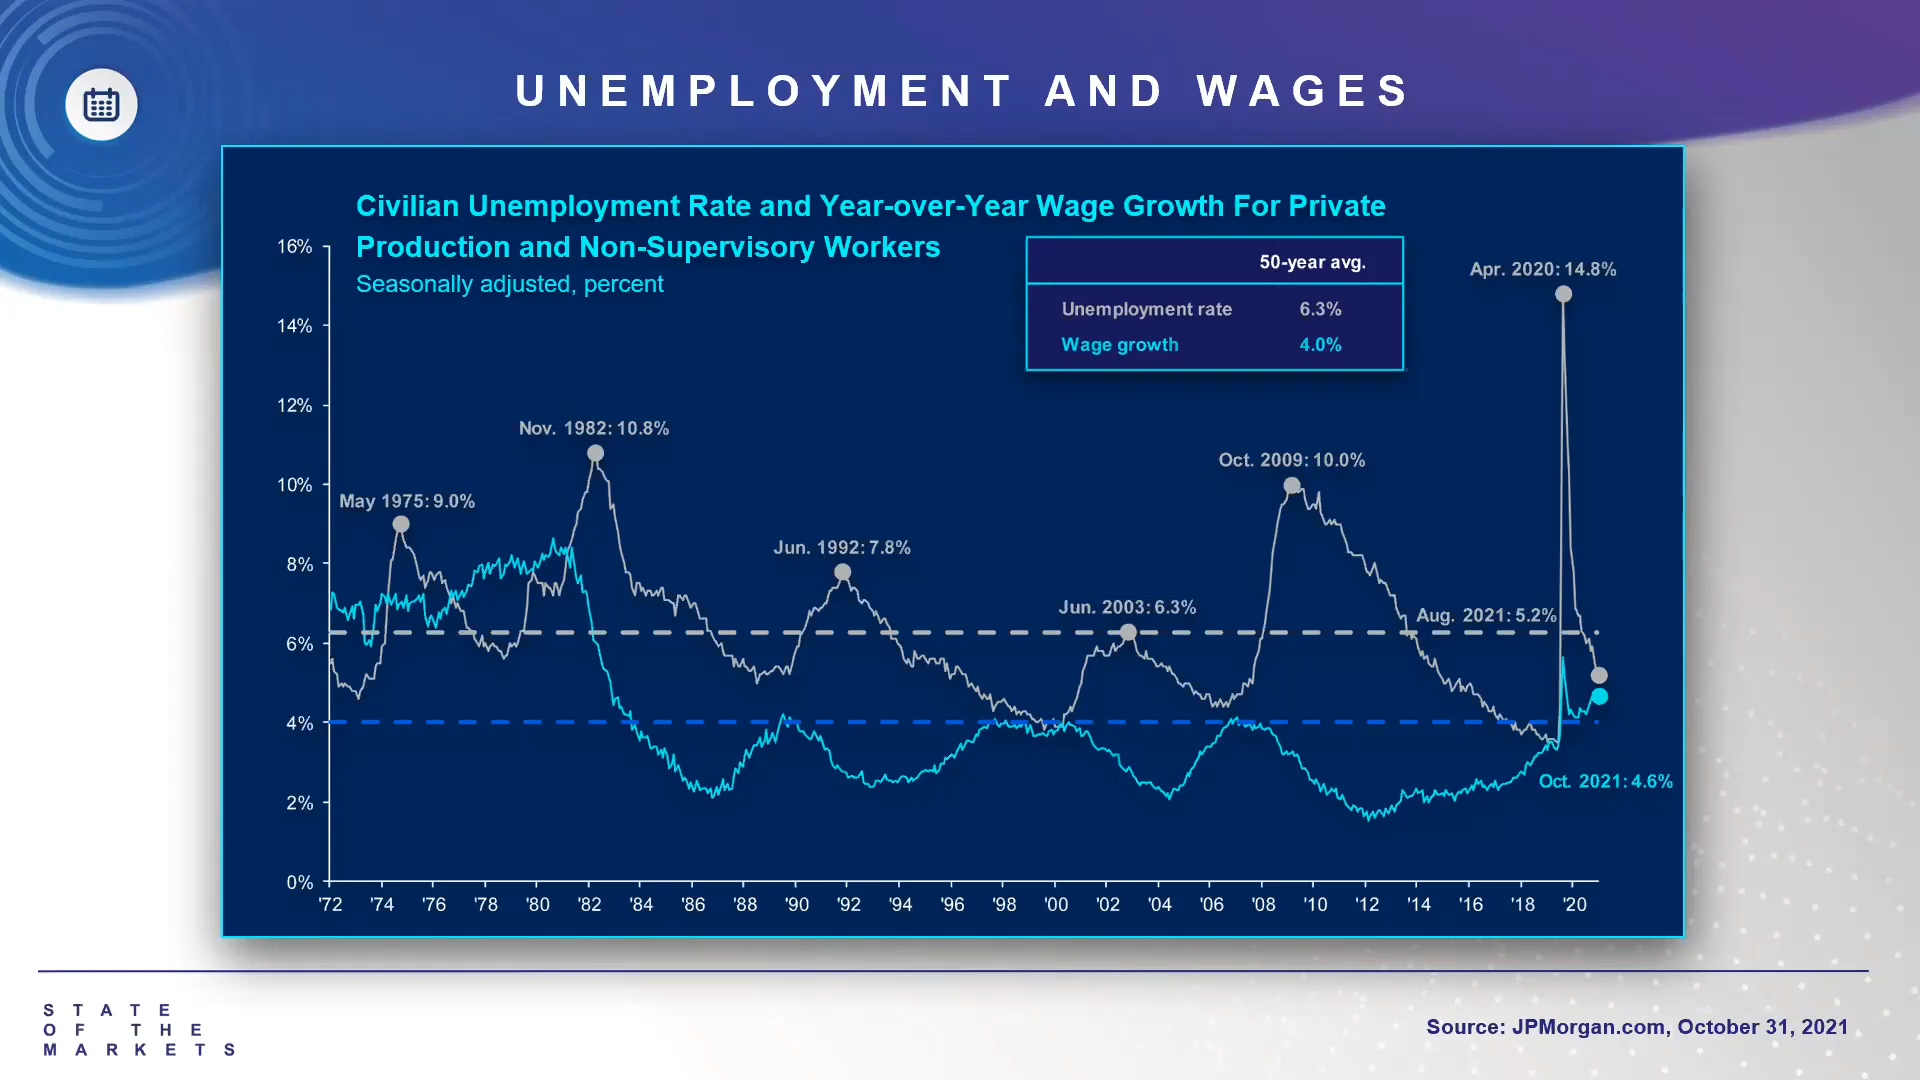 UNEMPLOYMENT AND WAGES
Civilian Unemployment Rate and Year-over-Year Wage Growth For Private
Production and Non-Supervisory Workers
Seasonally adjusted, percent
50-year avg.
Unemployment rate 6.3%
Wage growth 4.0%
16%
14%
12%
10%
8%
6%
4%
2%
0%
May 1975: 9.0%
Nov. 1982: 10.8%
Jun. 1992: 7.8%
Jun. 2003: 6.3%
Oct. 2009: 10.0%
Apr. 2020: 14.8%
Aug. 2021: 5.2%
Oct. 2021: 4.6%
'72 '74 '76 '78 '80 '82 '84 '86 '88 '90 '92 '94 '96 '98 '00 '02 '04 '06 '08 '10 '12 '14 '16 '18 '20
STATE
OF THE
MARKETS
Source: JPMorgan.com, October 31, 2021